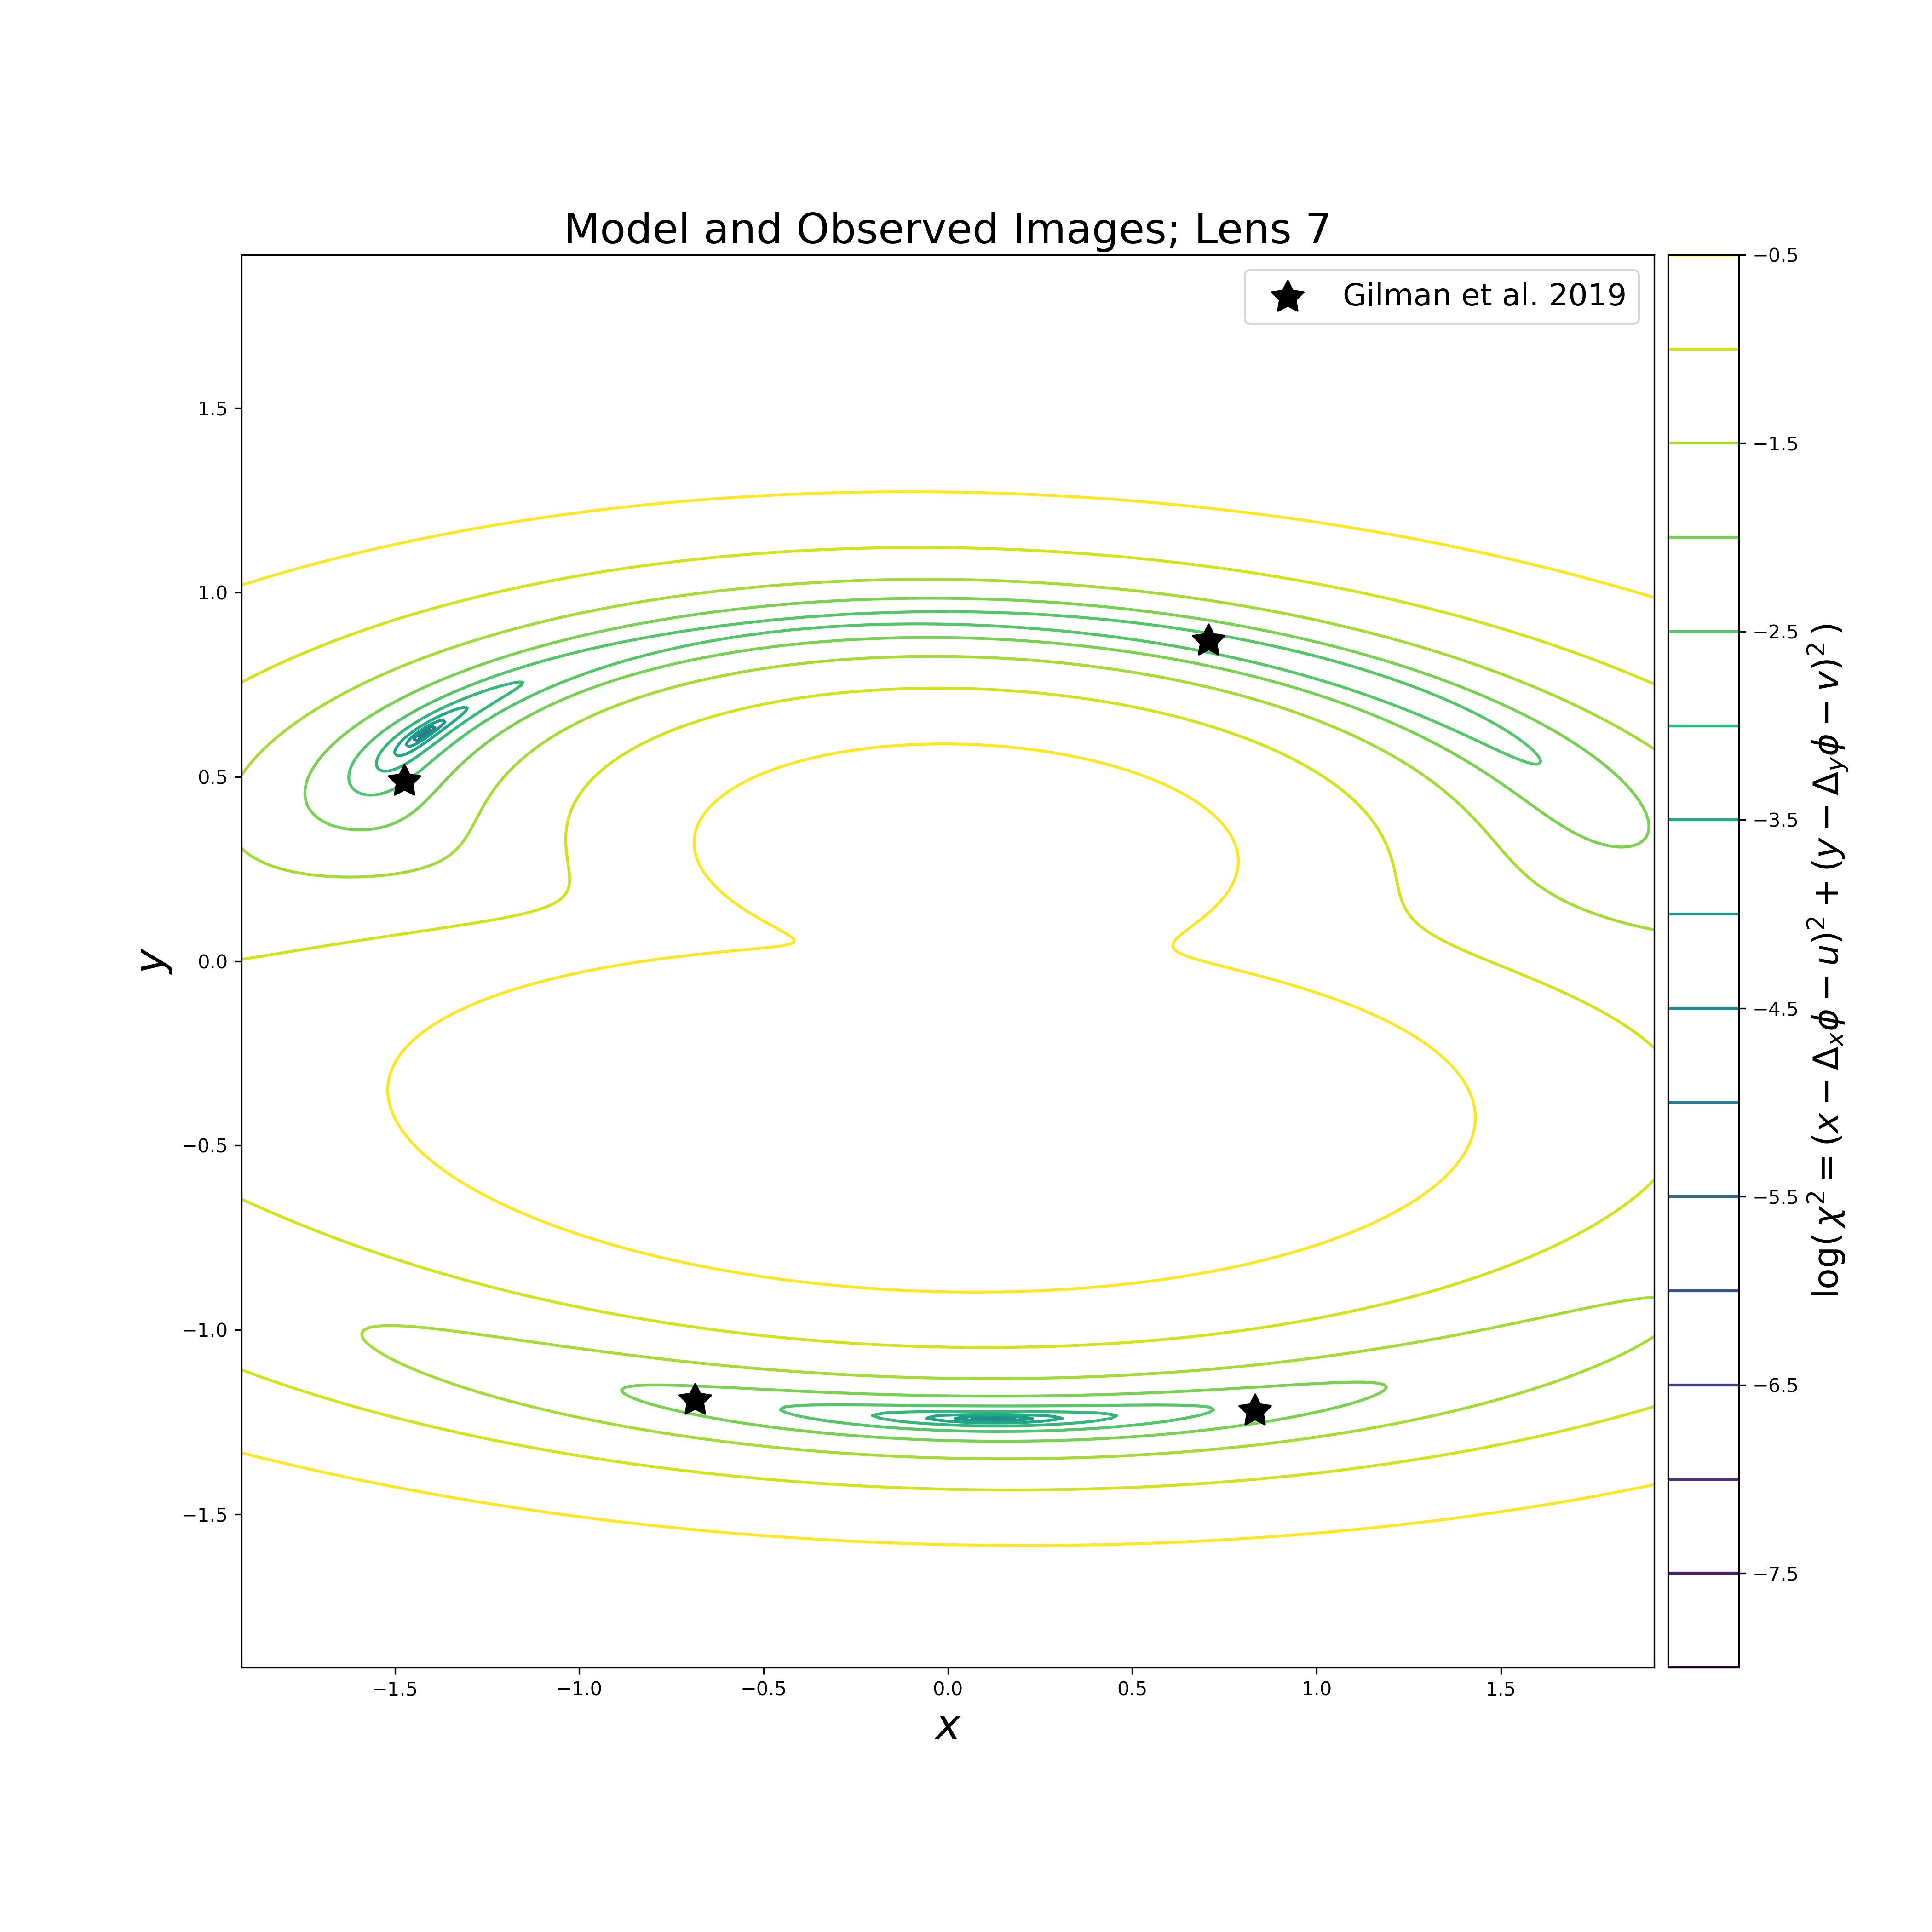 Model and Observed Images; Lens 7
Gilman et al. 2019
y
1.5
1.0
0.5
0.0
−0.5
−1.0
−1.5
−1.5 −1.0 −0.5 0.0 0.5 1.0 1.5
x
−0.5
−1.5
−2.5
−3.5
−4.5
−5.5
−6.5
−7.5
log(χ² = (x − Δₓϕ − u)² + (y − Δᵧϕ − v)²)